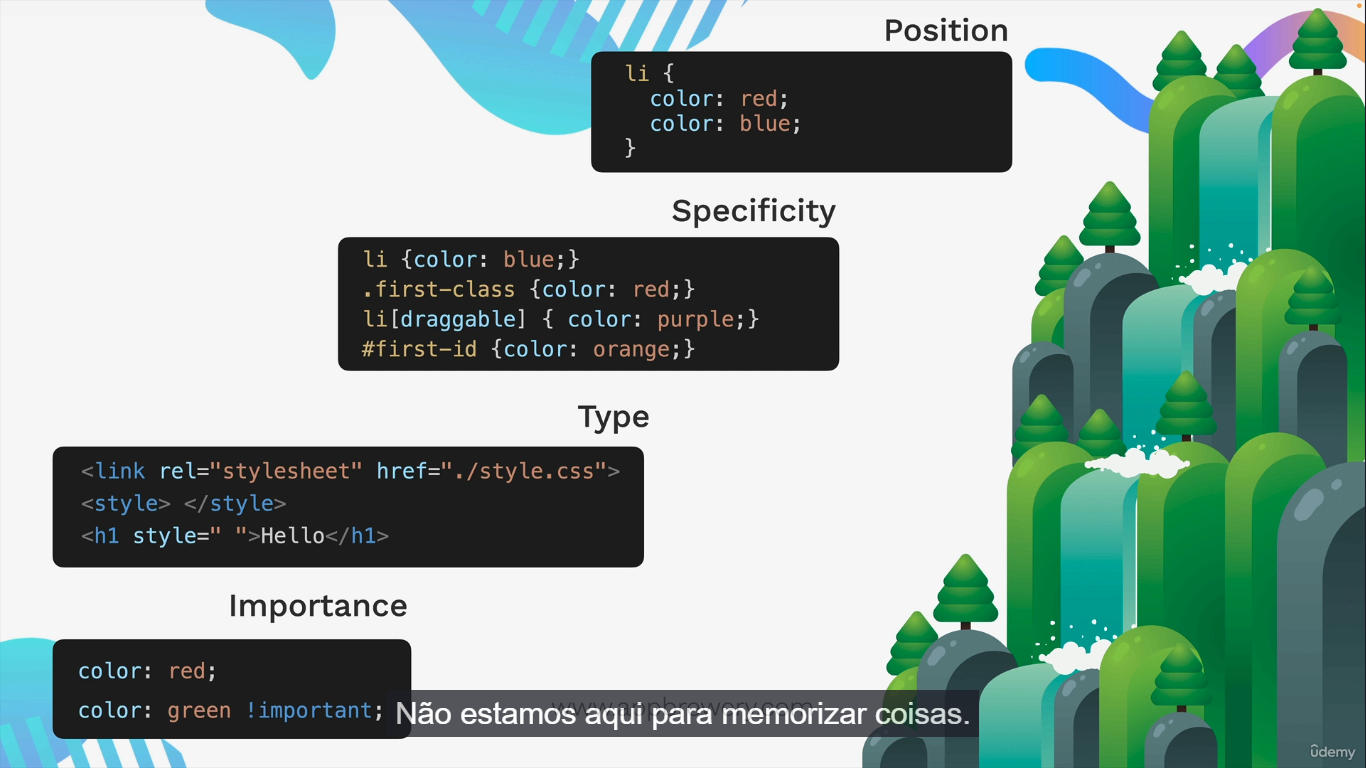 Position
li {
  color: red;
  color: blue;
}
Specificity
li {color: blue;}
.first-class {color: red;}
li[draggable] { color: purple;}
#first-id {color: orange;}
Type
<link rel="stylesheet" href="./style.css">
<style> </style>
<h1 style=" ">Hello</h1>
Importance
color: red;
color: green !important;
Não estamos aqui para memorizar coisas.
ûdemy